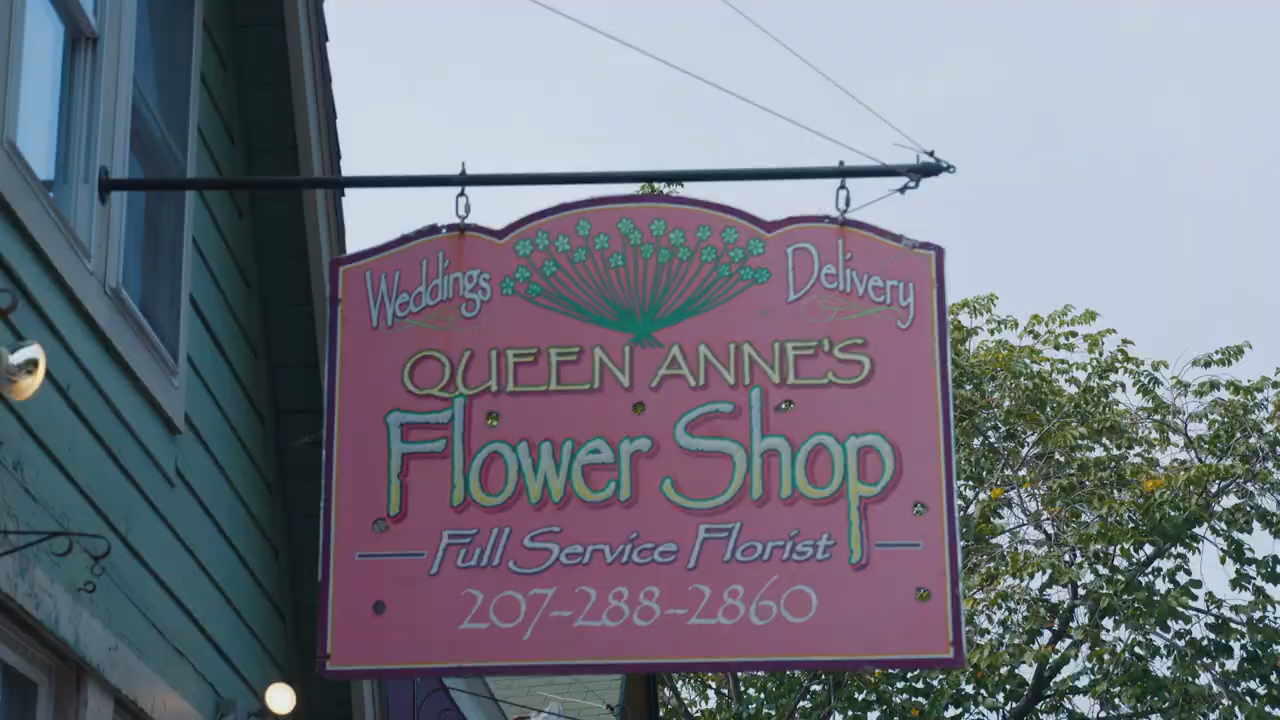 Weddings
Delivery
QUEEN ANNE'S
Flower Shop
Full Service Florist
207-288-2860